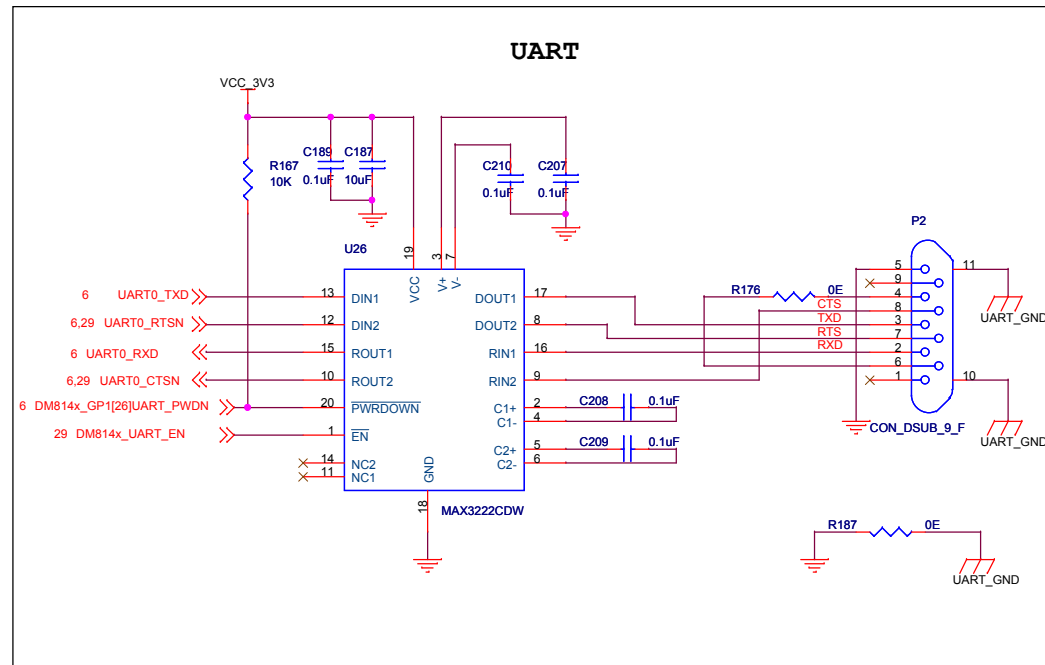 UART
VCC_3V3
R167
10K
C189
0.1uF
C187
10uF
C210
0.1uF
C207
0.1uF
U26
19
3
7
VCC
V+
V-
6 UART0_TXD
13
DIN1
6,29 UART0_RTSN
12
DIN2
6 UART0_RXD
15
ROUT1
6,29 UART0_CTSN
10
ROUT2
6 DM814x_GP1[26]UART_PWDN
20
PWRDOWN
29 DM814x_UART_EN
1
EN
14
NC2
11
NC1
GND
18
MAX3222CDW
DOUT1
17
DOUT2
8
RIN1
16
RIN2
9
C1+
2
C1-
4
C2+
5
C2-
6
C208
0.1uF
C209
0.1uF
R176
0E
CTS
TXD
RTS
RXD
P2
5
9
4
8
3
7
2
6
1
11
10
UART_GND
UART_GND
CON_DSUB_9_F
R187
0E
UART_GND